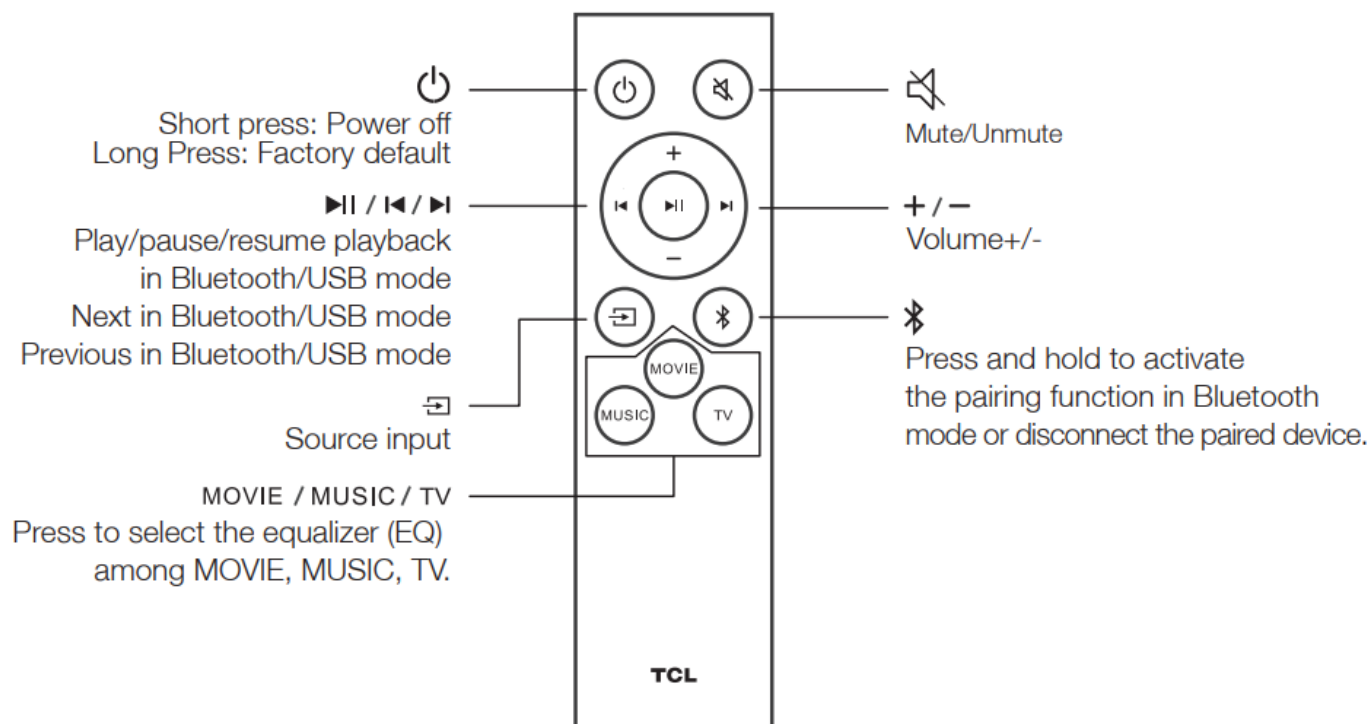 Short press: Power off
Long Press: Factory default
▶II / I◀ / ▶I
Play/pause/resume playback
in Bluetooth/USB mode
Next in Bluetooth/USB mode
Previous in Bluetooth/USB mode
Source input
MOVIE / MUSIC / TV
Press to select the equalizer (EQ)
among MOVIE, MUSIC, TV.
+
I◀ ▶II ▶I
−
MOVIE
MUSIC TV
TCL
Mute/Unmute
+ / −
Volume+/-
Press and hold to activate
the pairing function in Bluetooth
mode or disconnect the paired device.